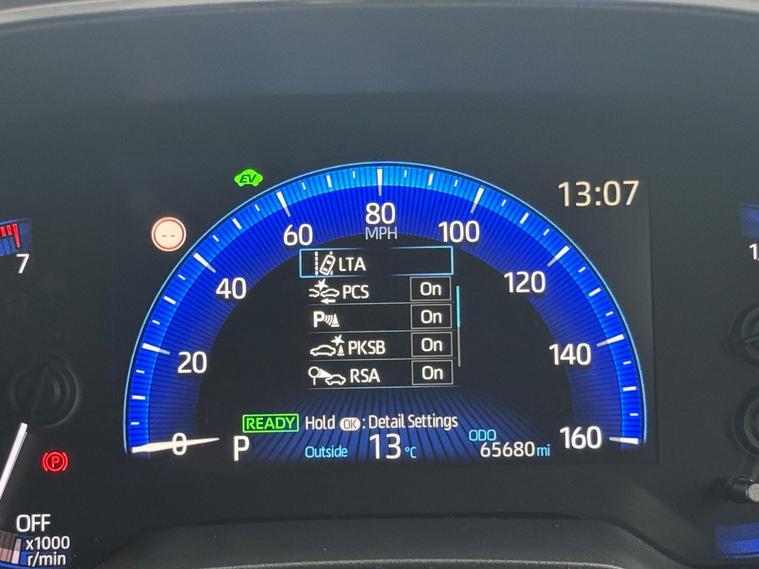 EV
13:07
--
7
80
MPH
60
100
LTA
40
120
PCS On
P On
PKSB On
20
140
RSA On
READY Hold OK : Detail Settings
0
160
P
Outside 13 °C
ODO
65680 mi
(P)
OFF
x1000
r/min